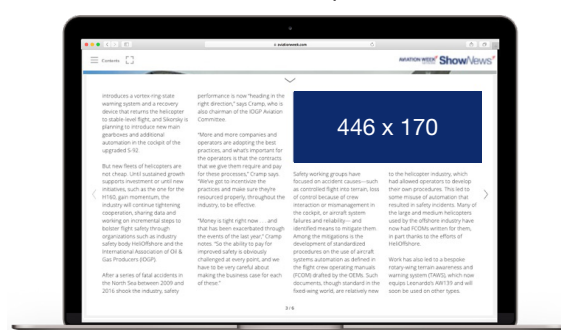 aviationweek.com
Contents
AVIATION WEEK ShowNews
introduces a vortex-ring-state
warning system and a recovery
device that returns the helicopter
to stable level flight, and Sikorsky is
planning to introduce new main
gearboxes and additional
automation in the cockpit of the
upgraded S-92.
But new fleets of helicopters are
not cheap. Until sustained growth
supports investment or until new
initiatives, such as the one for the
H160, gain momentum, the
industry will continue tightening
cooperation, sharing data and
working on incremental steps to
bolster flight safety through
organizations such as industry
safety body HeliOffshore and the
International Association of Oil &
Gas Producers (IOGP)
After a series of fatal accidents in
the North Sea between 2009 and
2016 shook the industry, safety
performance is now "heading in the
right direction," says Cramp, who is
also chairman of the IOGP Aviation
Committee.
"More and more companies and
operators are adopting the best
practices, and what's important for
the operators is that the contracts
that we give them require and pay
for these processes," Cramp says.
"We've got to incentivize the
practices and make sure they're
resourced properly, throughout the
industry, to be effective.
"Money is tight right now . . . and
that has been exacerbated through
the events of the last year," Cramp
notes. "So the ability to pay for
improved safety is obviously
challenged at every point, and we
have to be very careful about
making the business case for each
of these."
446 x 170
Safety working groups have
focused on accident causes—such
as controlled flight into terrain, loss
of control because of crew
interaction or mismanagement in
the cockpit, or aircraft system
failures and reliability— and
identified means to mitigate them.
Among the mitigations is the
development of standardized
procedures on the use of aircraft
systems automation as defined in
the flight crew operating manuals
(FCOM) drafted by the OEMs. Such
documents, though standard in the
fixed-wing world, are relatively new
to the helicopter industry, which
had allowed operators to develop
their own procedures. This led to
some misuse of automation that
resulted in safety incidents. Many of
the large and medium helicopters
used by the offshore industry have
now had FCOMs written for them,
in part thanks to the efforts of
HeliOffshore.
Work has also led to a bespoke
rotary-wing terrain awareness and
warning system (TAWS), which now
equips Leonardo's AW139 and will
soon be used on other types.
3 / 6